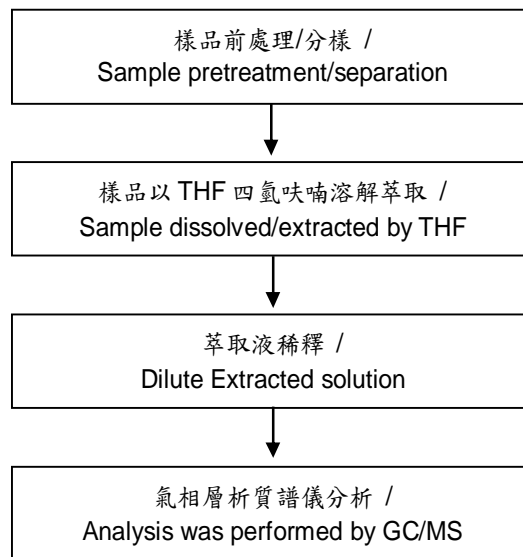 樣品前處理/分樣 /
Sample pretreatment/separation
樣品以 THF 四氫呋喃溶解萃取 /
Sample dissolved/extracted by THF
萃取液稀釋 /
Dilute Extracted solution
氣相層析質譜儀分析 /
Analysis was performed by GC/MS